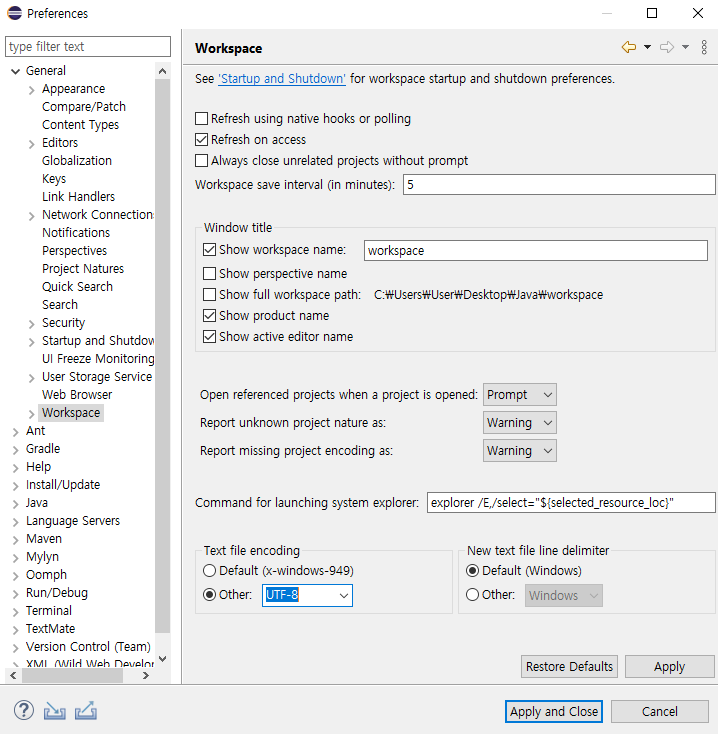 Preferences
type filter text
General
Appearance
Compare/Patch
Content Types
Editors
Globalization
Keys
Link Handlers
Network Connection
Notifications
Perspectives
Project Natures
Quick Search
Search
Security
Startup and Shutdow
UI Freeze Monitoring
User Storage Service
Web Browser
Workspace
Ant
Gradle
Help
Install/Update
Java
Language Servers
Maven
Mylyn
Oomph
Run/Debug
Terminal
TextMate
Version Control (Team)
XML (Wild Web Develor
Workspace
See 'Startup and Shutdown' for workspace startup and shutdown preferences.
Refresh using native hooks or polling
Refresh on access
Always close unrelated projects without prompt
Workspace save interval (in minutes): 5
Window title
Show workspace name: workspace
Show perspective name
Show full workspace path: C:₩Users₩User₩Desktop₩Java₩workspace
Show product name
Show active editor name
Open referenced projects when a project is opened: Prompt
Report unknown project nature as: Warning
Report missing project encoding as: Warning
Command for launching system explorer: explorer /E,/select="${selected_resource_loc}"
Text file encoding
Default (x-windows-949)
Other: UTF-8
New text file line delimiter
Default (Windows)
Other: Windows
Restore Defaults Apply
? Apply and Close Cancel